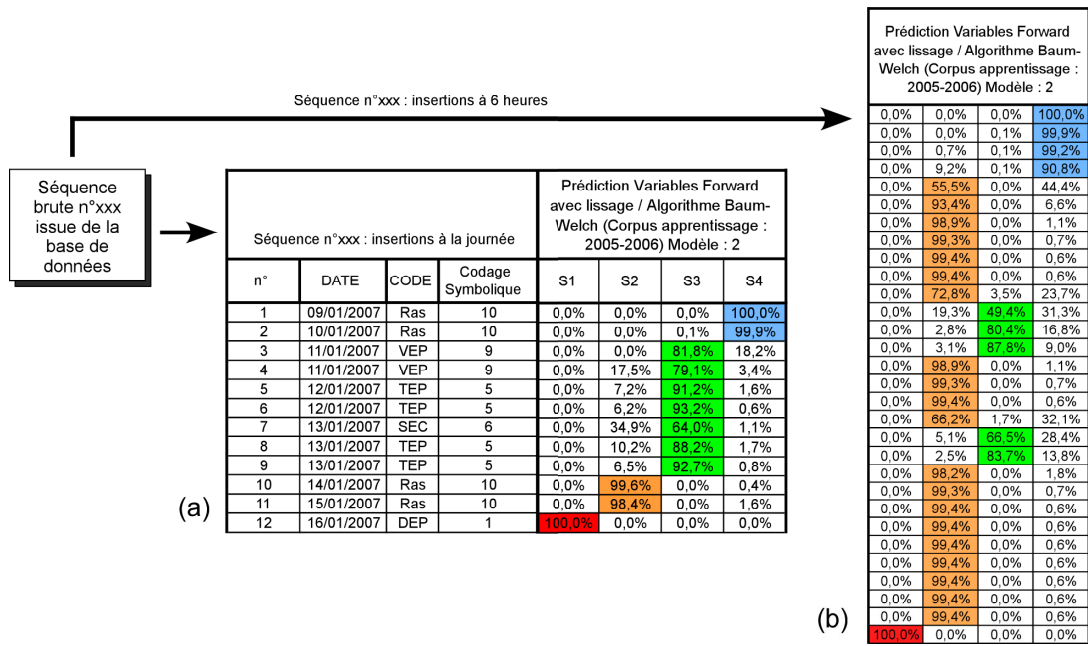 Séquence n°xxx : insertions à 6 heures
Séquence
brute n°xxx
issue de la
base de
données
Séquence n°xxx : insertions à la journée
Prédiction Variables Forward
avec lissage / Algorithme Baum-
Welch (Corpus apprentissage :
2005-2006) Modèle : 2
n° DATE CODE Codage
Symbolique S1 S2 S3 S4
1 09/01/2007 Ras 10 0,0% 0,0% 0,0% 100,0%
2 10/01/2007 Ras 10 0,0% 0,0% 0,1% 99,9%
3 11/01/2007 VEP 9 0,0% 0,0% 81,8% 18,2%
4 11/01/2007 VEP 9 0,0% 17,5% 79,1% 3,4%
5 12/01/2007 TEP 5 0,0% 7,2% 91,2% 1,6%
6 12/01/2007 TEP 5 0,0% 6,2% 93,2% 0,6%
7 13/01/2007 SEC 6 0,0% 34,9% 64,0% 1,1%
8 13/01/2007 TEP 5 0,0% 10,2% 88,2% 1,7%
9 13/01/2007 TEP 5 0,0% 6,5% 92,7% 0,8%
10 14/01/2007 Ras 10 0,0% 99,6% 0,0% 0,4%
11 15/01/2007 Ras 10 0,0% 98,4% 0,0% 1,6%
12 16/01/2007 DEP 1 100,0% 0,0% 0,0% 0,0%
(a)
Prédiction Variables Forward
avec lissage / Algorithme Baum-
Welch (Corpus apprentissage :
2005-2006) Modèle : 2
0,0% 0,0% 0,0% 100,0%
0,0% 0,0% 0,1% 99,9%
0,0% 0,7% 0,1% 99,2%
0,0% 9,2% 0,1% 90,8%
0,0% 55,5% 0,0% 44,4%
0,0% 93,4% 0,0% 6,6%
0,0% 98,9% 0,0% 1,1%
0,0% 99,3% 0,0% 0,7%
0,0% 99,4% 0,0% 0,6%
0,0% 99,4% 0,0% 0,6%
0,0% 72,8% 3,5% 23,7%
0,0% 19,3% 49,4% 31,3%
0,0% 2,8% 80,4% 16,8%
0,0% 3,1% 87,8% 9,0%
0,0% 98,9% 0,0% 1,1%
0,0% 99,3% 0,0% 0,7%
0,0% 99,4% 0,0% 0,6%
0,0% 66,2% 1,7% 32,1%
0,0% 5,1% 66,5% 28,4%
0,0% 2,5% 83,7% 13,8%
0,0% 98,2% 0,0% 1,8%
0,0% 99,3% 0,0% 0,7%
0,0% 99,4% 0,0% 0,6%
0,0% 99,4% 0,0% 0,6%
0,0% 99,4% 0,0% 0,6%
0,0% 99,4% 0,0% 0,6%
0,0% 99,4% 0,0% 0,6%
0,0% 99,4% 0,0% 0,6%
0,0% 99,4% 0,0% 0,6%
100,0% 0,0% 0,0% 0,0%
(b)